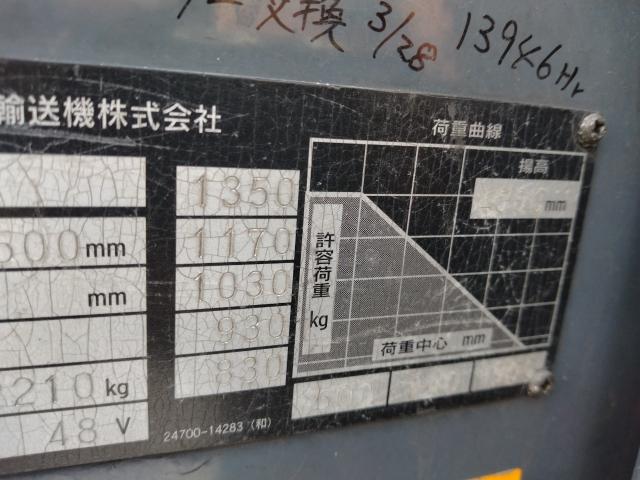 交換 3/28 13946Hr
輸送機株式会社
荷重曲線
揚高
mm
1350
1170
1030
930
830
許容荷重
kg
荷重中心 mm
500 mm
mm
210 kg
48 V
24700-14283 (和)